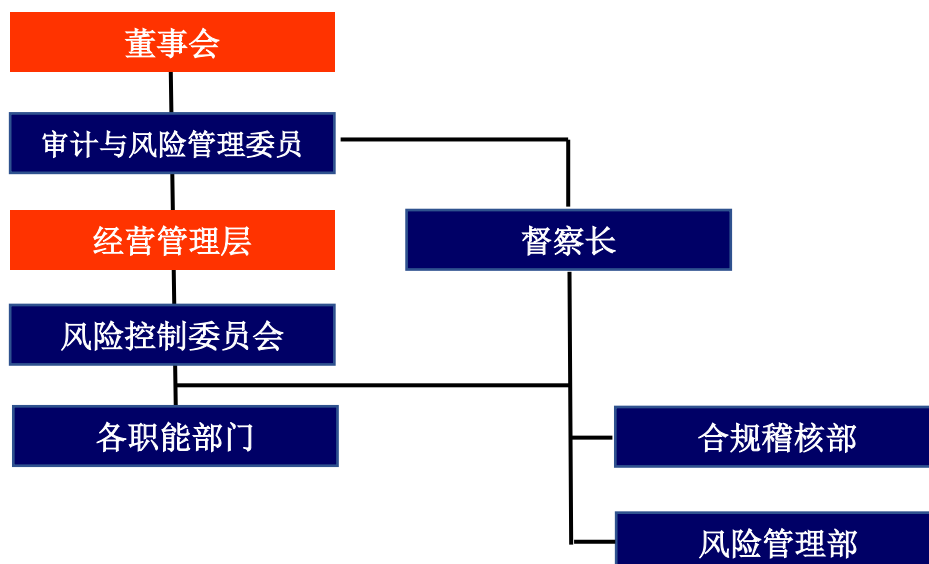 董事会
审计与风险管理委员
经营管理层
督察长
风险控制委员会
各职能部门
合规稽核部
风险管理部